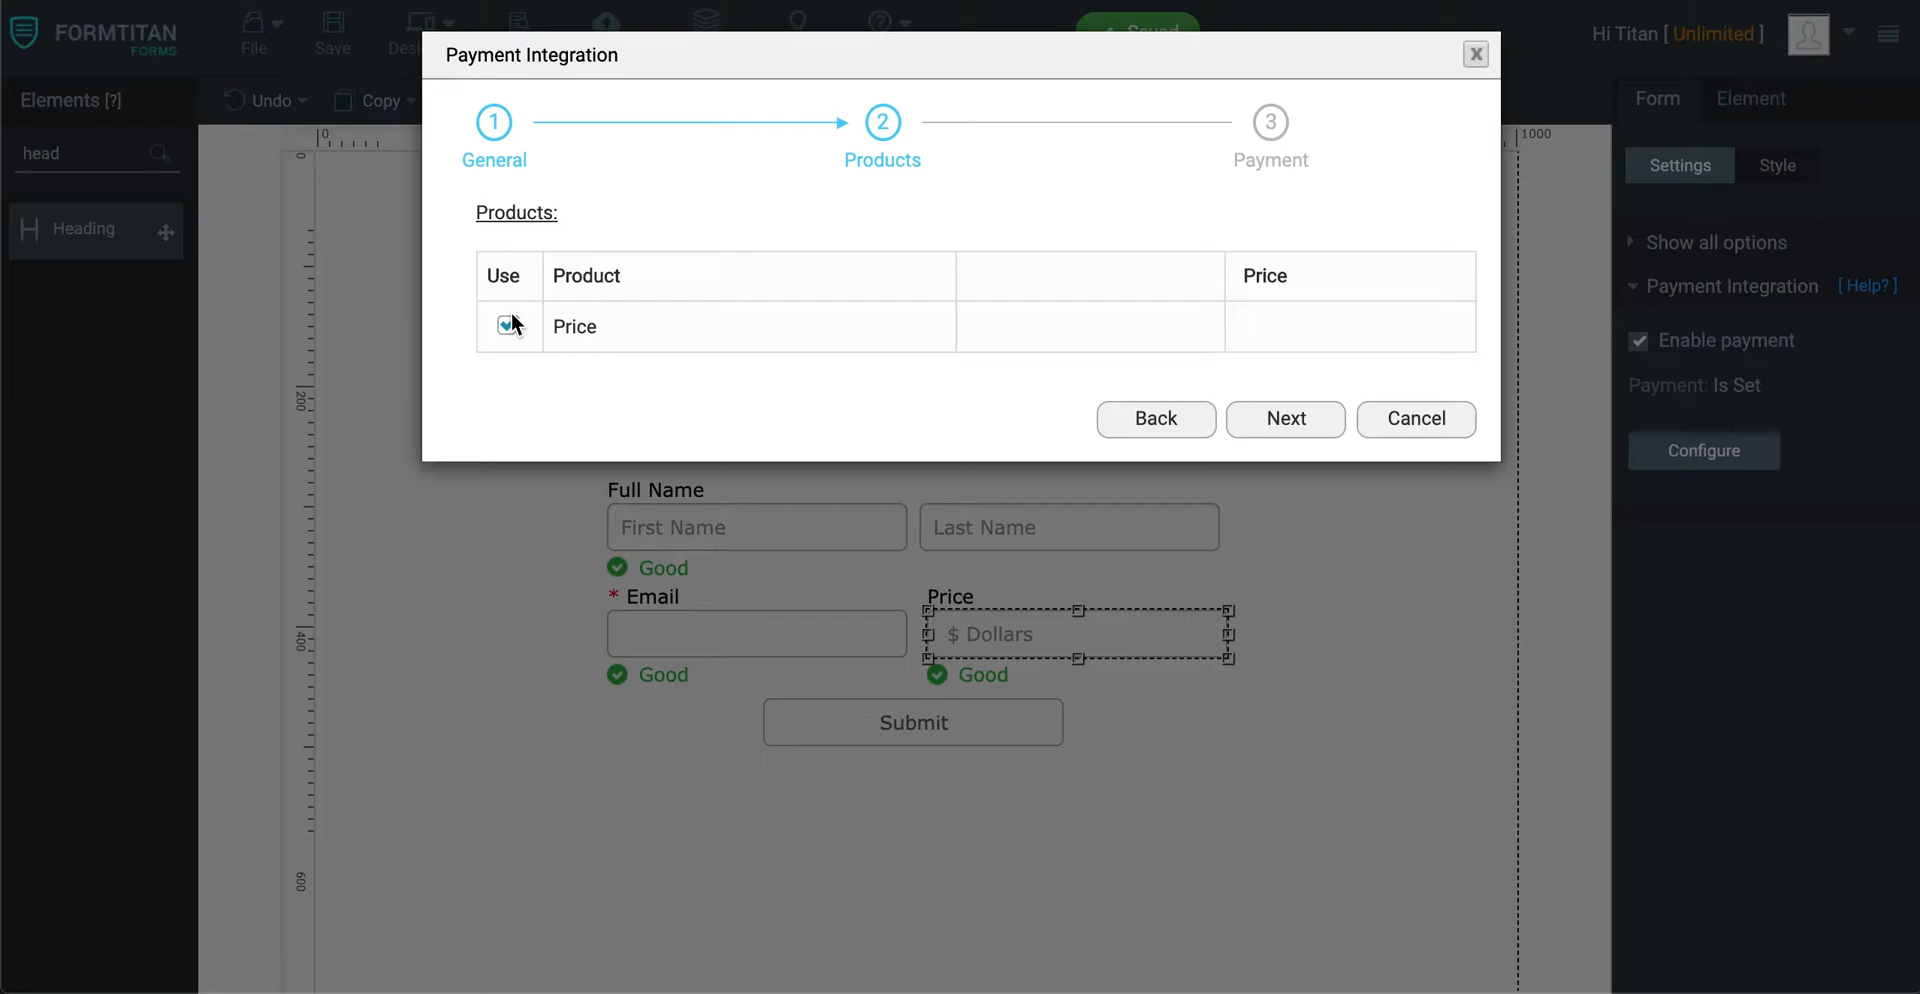 FORMTITAN
FORMS
File
Save
Hi Titan [ Unlimited ]
Payment Integration
X
Elements [?]
Undo
Copy
Form
Element
1
2
3
General
Products
Payment
0
1000
head
Settings
Style
Heading
Products:
Show all options
Use
Product
Price
Payment Integration
[ Help? ]
Price
Enable payment
Payment: Is Set
200
Back
Next
Cancel
Configure
Full Name
First Name
Last Name
Good
* Email
Price
$ Dollars
400
Good
Good
Submit
600